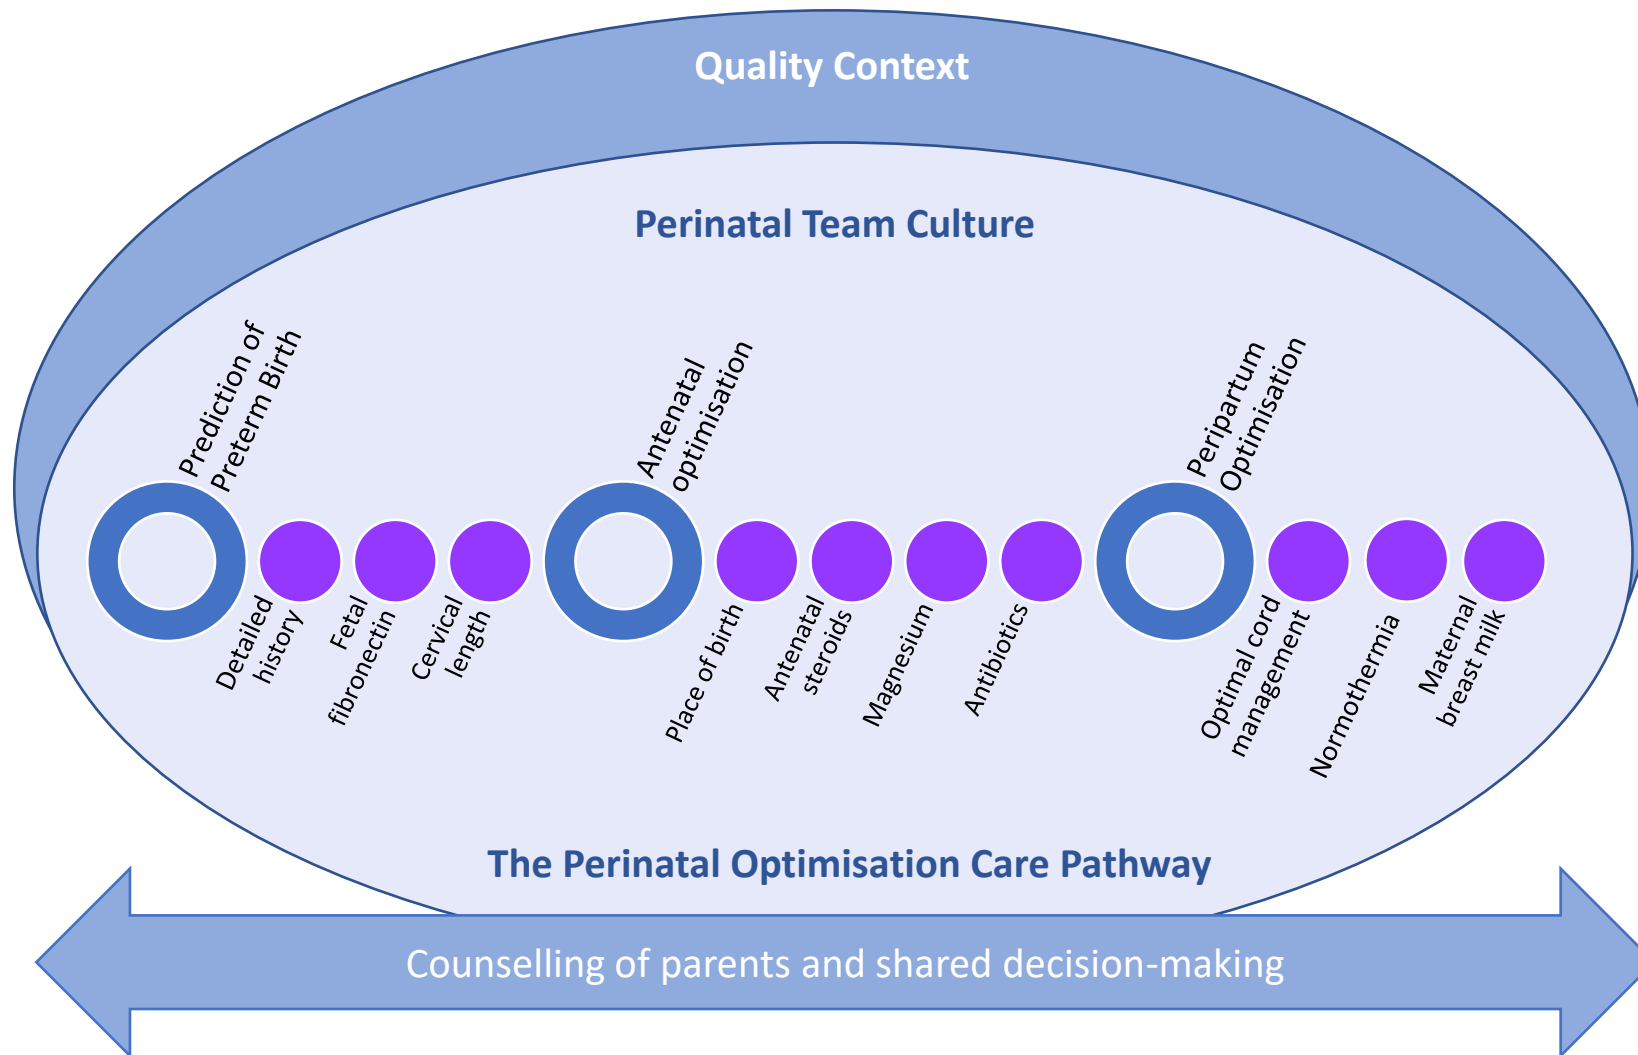 Quality Context
Perinatal Team Culture
Prediction of
Preterm Birth
Antenatal
optimisation
Peripartum
Optimisation
Detailed
history
Fetal
fibronectin
Cervical
length
Place of birth
Antenatal
steroids
Magnesium
Antibiotics
Optimal cord
management
Normothermia
Maternal
breast milk
The Perinatal Optimisation Care Pathway
Counselling of parents and shared decision-making